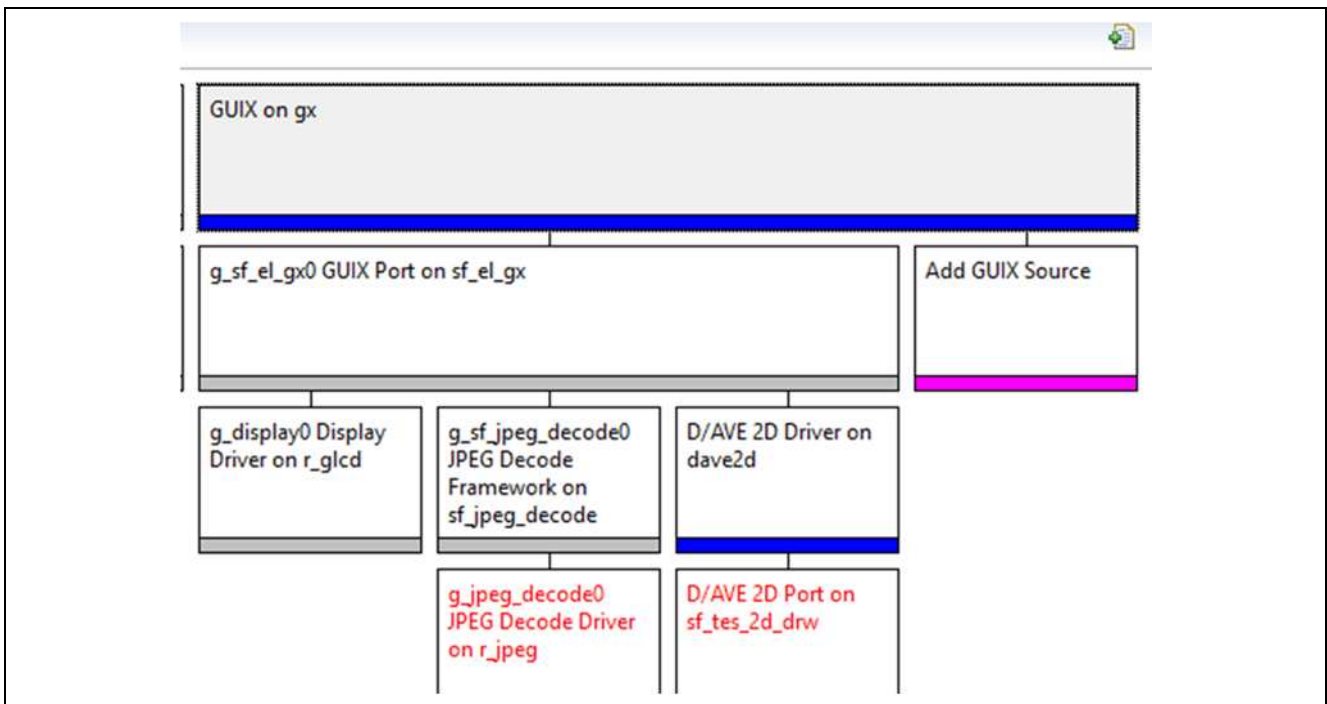 GUIX on gx
g_sf_el_gx0 GUIX Port on sf_el_gx
Add GUIX Source
g_display0 Display
Driver on r_glcd
g_sf_jpeg_decode0
JPEG Decode
Framework on
sf_jpeg_decode
D/AVE 2D Driver on
dave2d
g_jpeg_decode0
JPEG Decode Driver
on r_jpeg
D/AVE 2D Port on
sf_tes_2d_drw